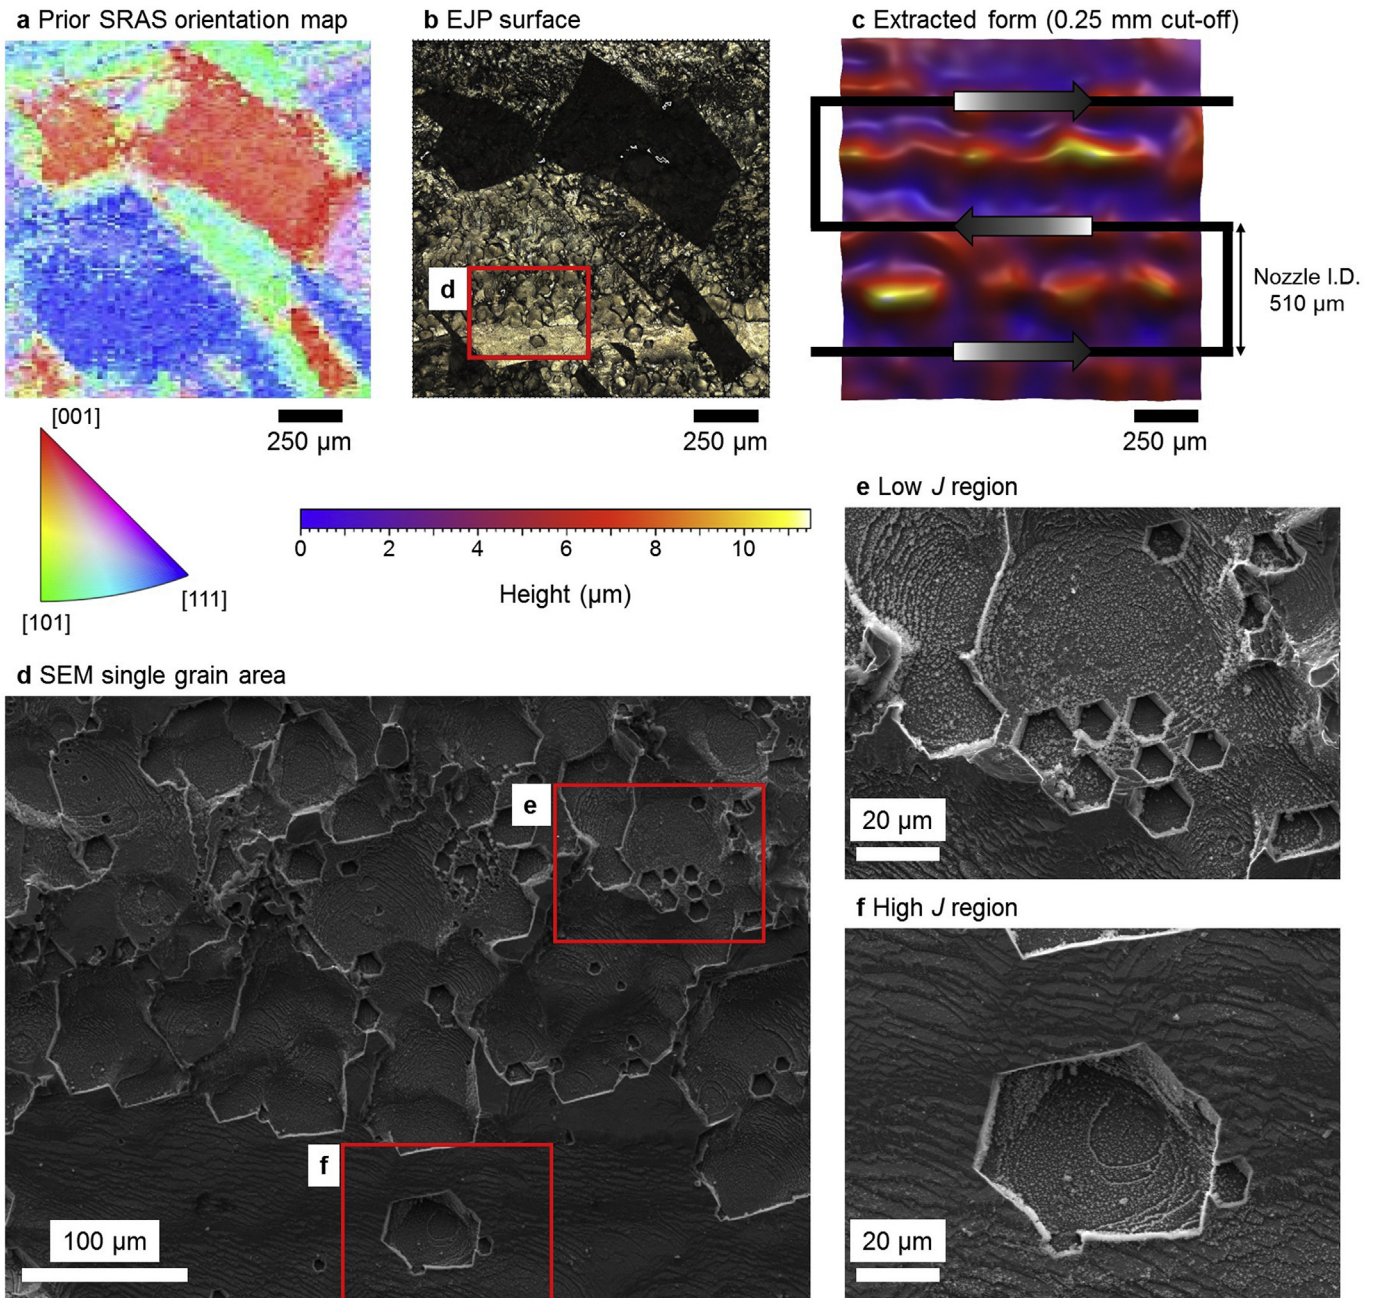 a Prior SRAS orientation map
b EJP surface
c Extracted form (0.25 mm cut-off)
d
Nozzle I.D.
510 µm
250 µm
250 µm
250 µm
[001]
[111]
[101]
0 2 4 6 8 10
Height (µm)
e Low J region
20 µm
d SEM single grain area
e
f
100 µm
f High J region
20 µm